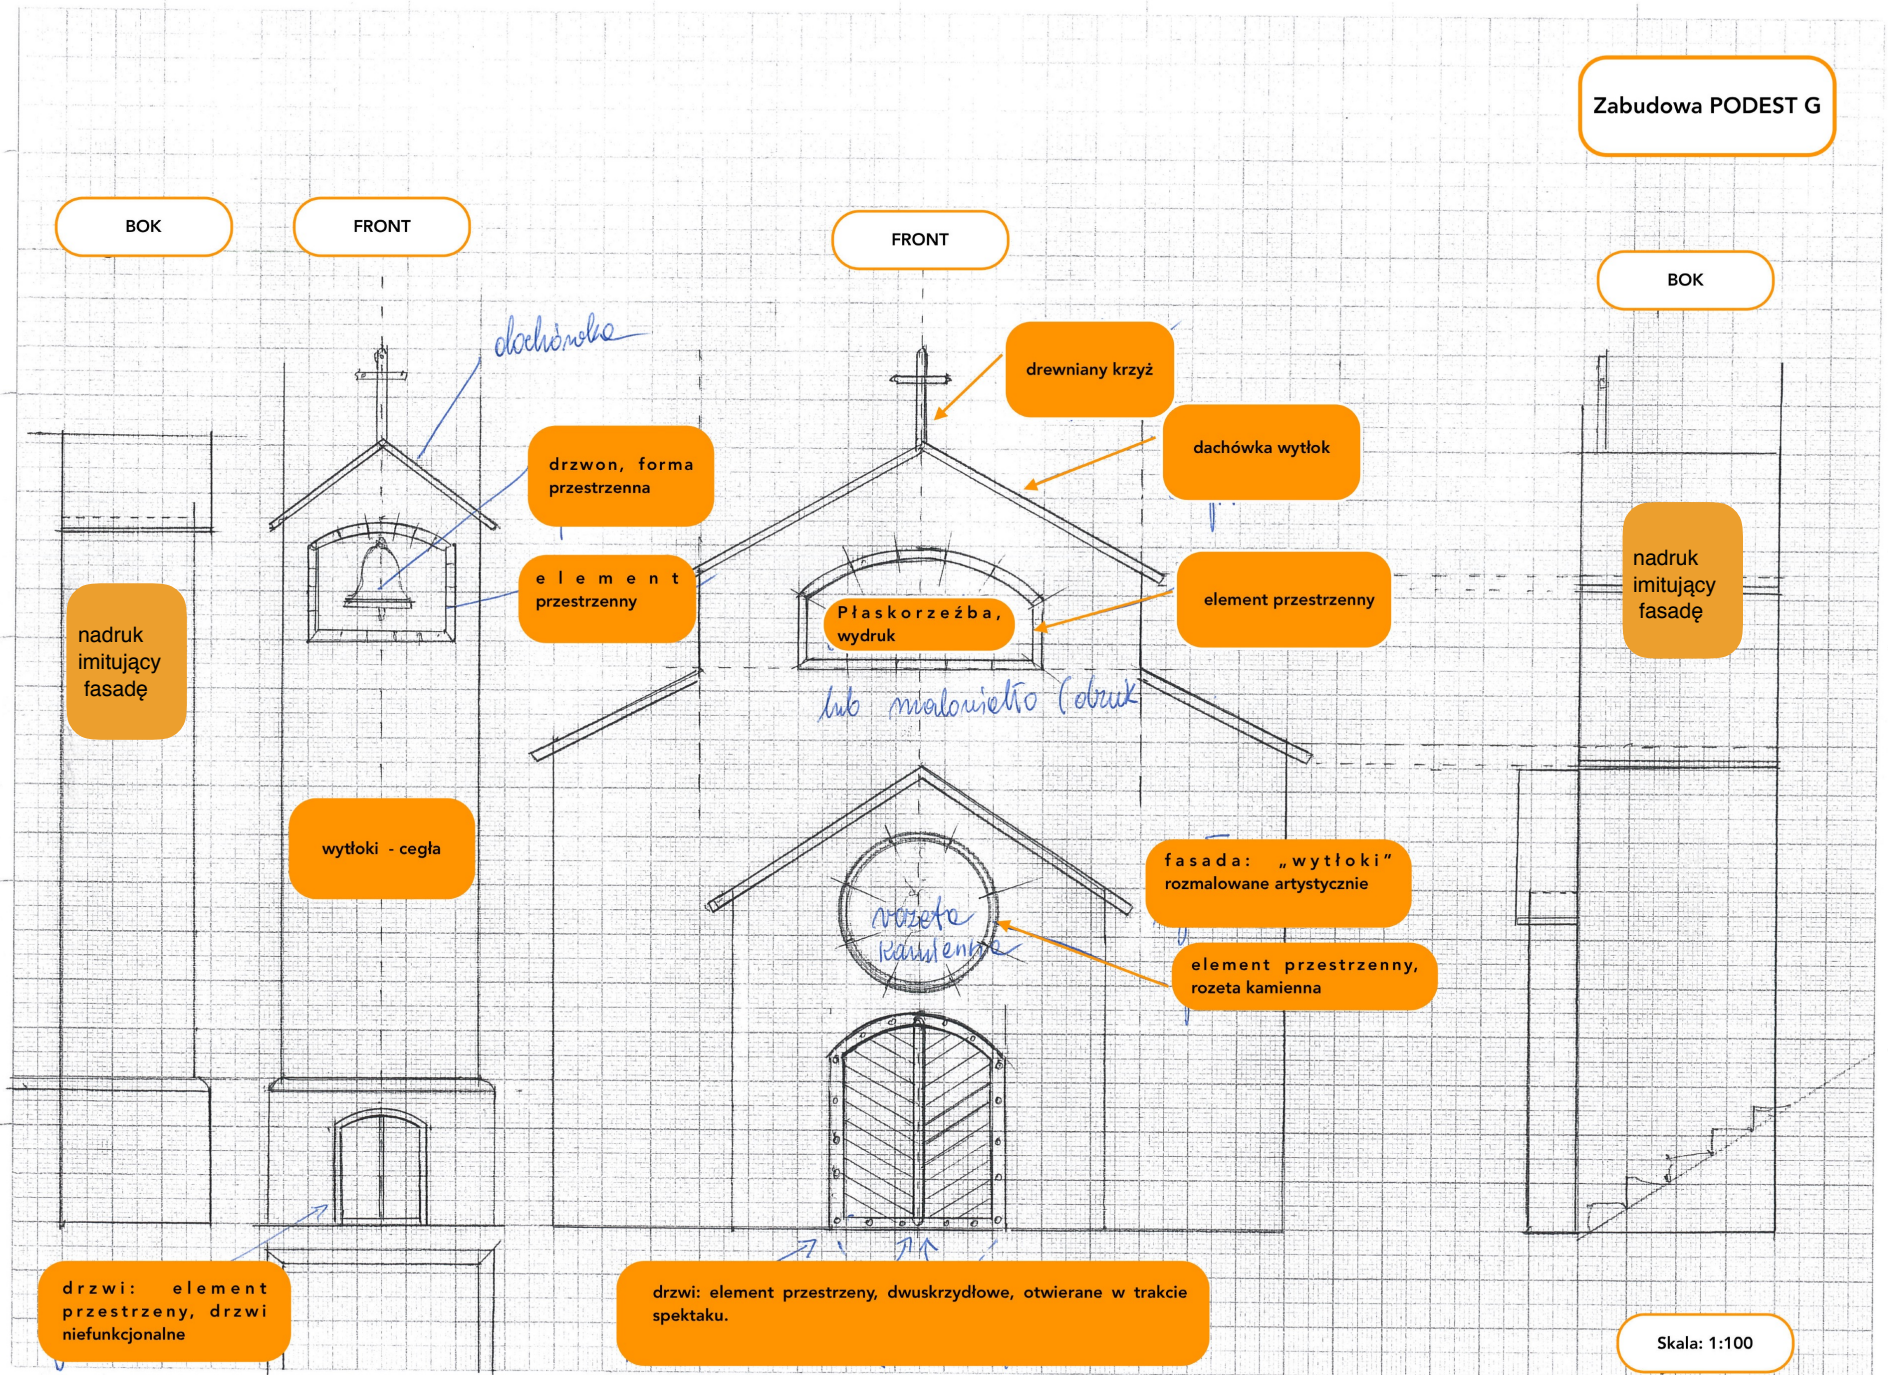 Zabudowa PODEST G
BOK
FRONT
FRONT
BOK
dachówka
drewniany krzyż
dachówka wytłok
drzwon, forma
przestrzenna
element
przestrzenny
element przestrzenny
Płaskorzeźba,
wydruk
lub malowidło (druk
nadruk
imitujący
fasadę
nadruk
imitujący
fasadę
wytłoki - cegła
fasada: „wytłoki”
rozmalowane artystycznie
rozeta
kamienna
element przestrzenny,
rozeta kamienna
drzwi: element
przestrzeny, drzwi
niefunkcjonalne
drzwi: element przestrzeny, dwuskrzydłowe, otwierane w trakcie
spektaku.
Skala: 1:100